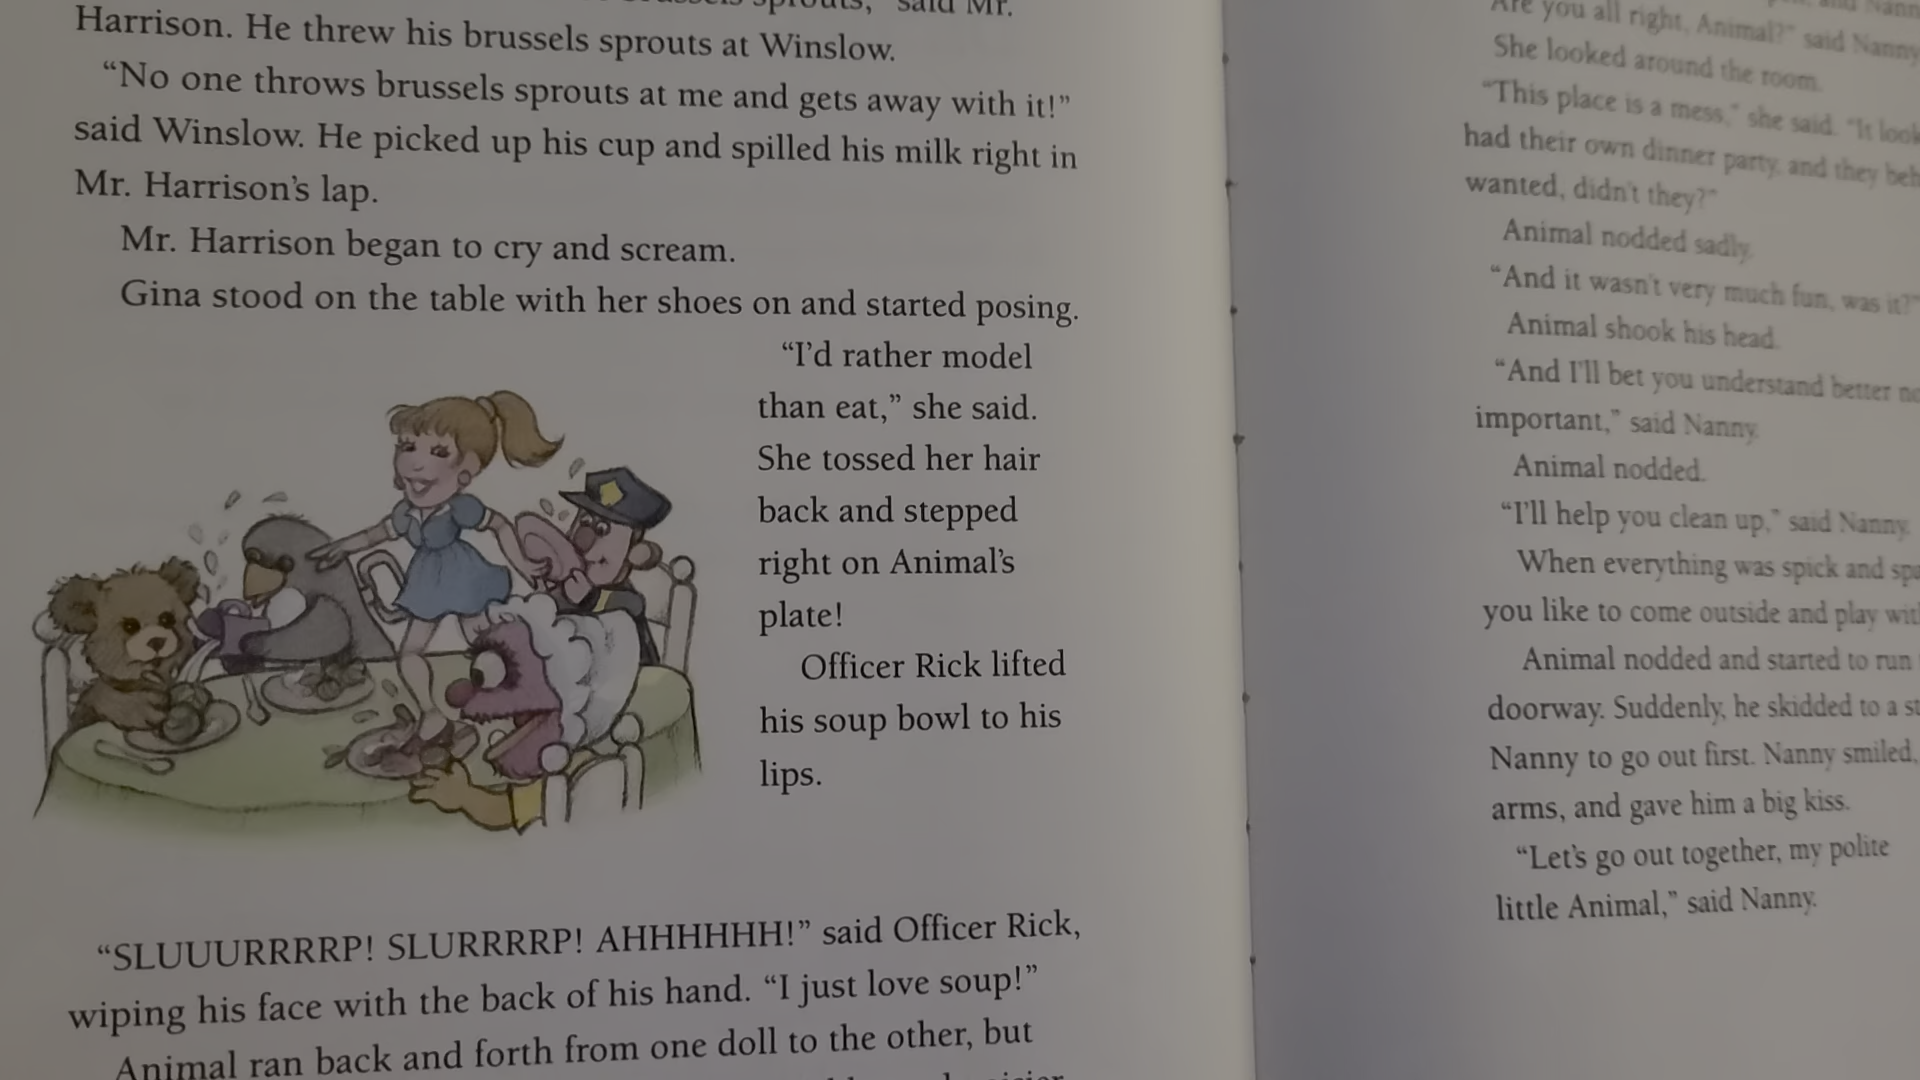 sprouts," said Mr.
Harrison. He threw his brussels sprouts at Winslow.
"No one throws brussels sprouts at me and gets away with it!"
said Winslow. He picked up his cup and spilled his milk right in
Mr. Harrison's lap.
Mr. Harrison began to cry and scream.
Gina stood on the table with her shoes on and started posing.
"I'd rather model
than eat," she said.
She tossed her hair
back and stepped
right on Animal's
plate!
Officer Rick lifted
his soup bowl to his
lips.
"SLUUURRRRP! SLURRRRP! AHHHHHH!" said Officer Rick,
wiping his face with the back of his hand. "I just love soup!"
Animal ran back and forth from one doll to the other, but
Are you all right, Animal?" said Nanny
She looked around the room.
"This place is a mess," she said. "It
had their own dinner party, and they
wanted, didn't they?"
Animal nodded sadly.
"And it wasn't very much fun, was it?"
Animal shook his head.
"And I'll bet you understand better
important," said Nanny.
Animal nodded.
"I'll help you clean up," said Nanny.
When everything was spick and
you like to come outside and play
Animal nodded and started to run
doorway. Suddenly, he skidded to a
Nanny to go out first. Nanny smiled,
arms, and gave him a big kiss.
"Let's go out together, my polite
little Animal," said Nanny.